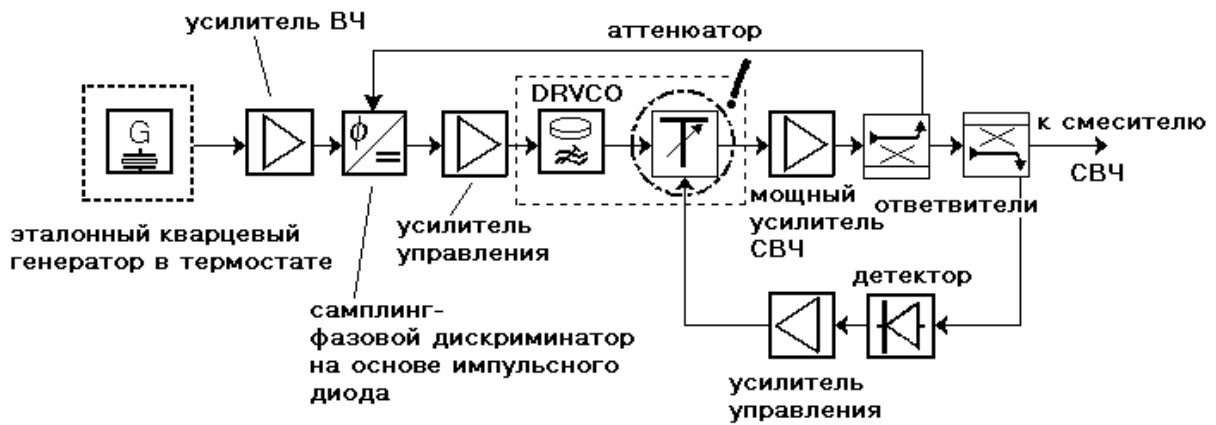 усилитель ВЧ
аттенюатор
DRVCO
G
ϕ
=
T
к смесителю
СВЧ
мощный
усилитель
СВЧ
ответвители
эталонный кварцевый
генератор в термостате
усилитель
управления
самплинг-
фазовой дискриминатор
на основе импульсного
диода
детектор
усилитель
управления